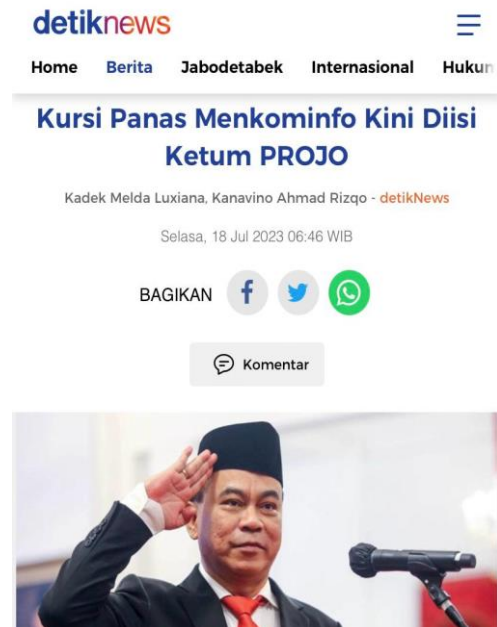 detiknews
Home Berita Jabodetabek Internasional Hukun
Kursi Panas Menkominfo Kini Diisi
Ketum PROJO
Kadek Melda Luxiana, Kanavino Ahmad Rizqo - detikNews
Selasa, 18 Jul 2023 06:46 WIB
BAGIKAN
Komentar